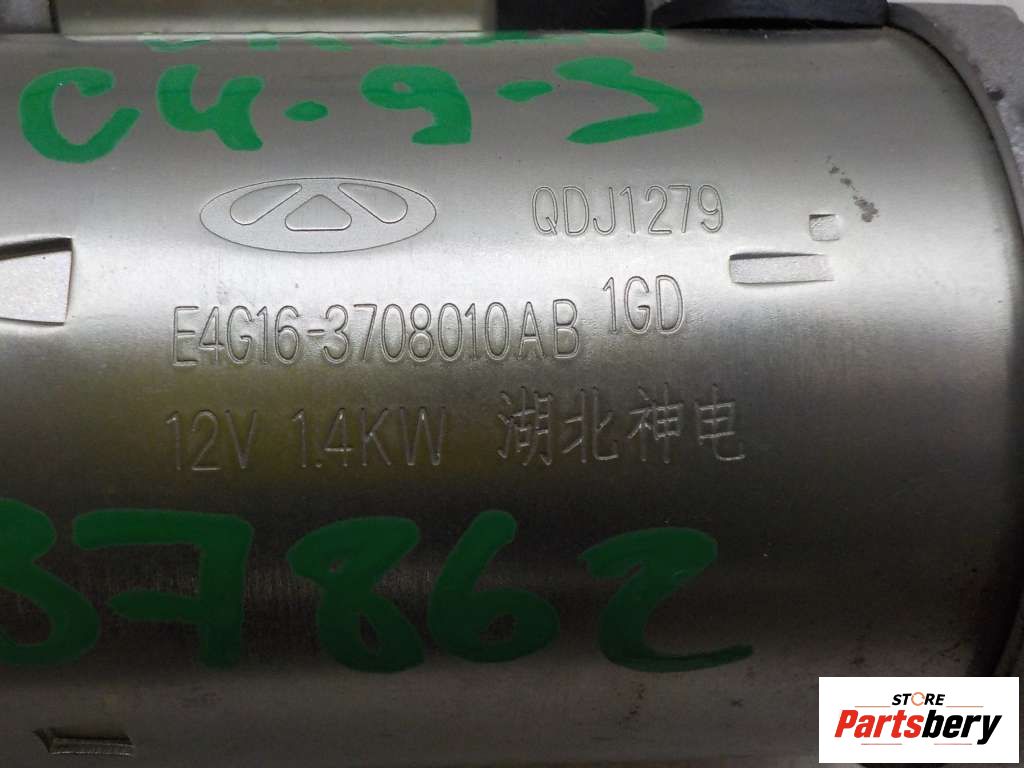 C4.9-3
QDJ1279
E4G16-3708010AB 1GD
12V 1.4KW 湖北神电
37862
STORE
Partsbery